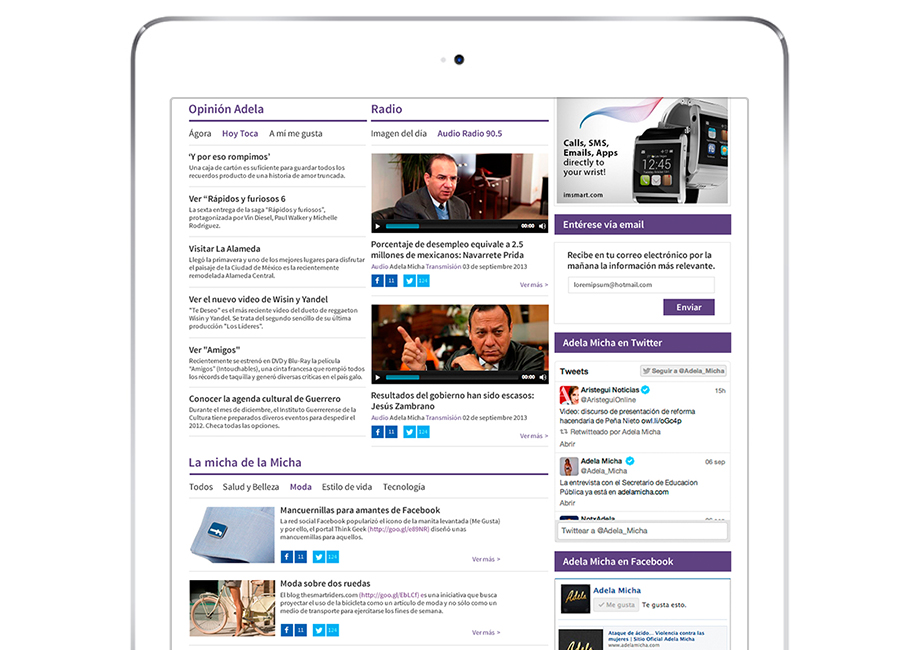 Opinión Adela
Ágora Hoy Toca A mí me gusta
'Y por eso rompimos'
Una caja de cartón es suficiente para guardar todos los
recuerdos producto de una historia de amor truncada.
Ver "Rápidos y furiosos 6
La sexta entrega de la saga "Rápidos y furiosos",
protagonizada por Vin Diesel, Paul Walker y Michelle
Rodriguez.
Visitar La Alameda
Llegó la primavera y uno de los mejores lugares para disfrutar
el paisaje de la Ciudad de México es la recientemente
remodelada Alameda Central.
Ver el nuevo video de Wisin y Yandel
"Te Deseo" es el más reciente video del dueto de reggaeton
Wisin y Yandel. Se trata del segundo sencillo de su última
producción "Los Lideres".
Ver "Amigos"
Recientemente se estrenó en DVD y Blu-Ray la película
"Amigos" (Intouchables), una cinta francesa que rompió todos
los records de taquilla y generó diversas criticas en el país galo.
Conocer la agenda cultural de Guerrero
Durante el mes de diciembre, el Instituto Guerrerense de la
Cultura tiene preparados diveros eventos para despedir el
2012. Checa todas las opciones.
Radio
Imagen del dia Audio Radio 90.5
00:00
Porcentaje de desempleo equivale a 2.5
millones de mexicanos: Navarrete Prida
Audio Adela Micha Transmisión 03 de septiembre 2013
11 124
Ver más >
00:00
Resultados del gobierno han sido escasos:
Jesús Zambrano
Audio Adela Micha Transmisión 02 de septiembre 2013
11 124
Ver más >
La micha de la Micha
Todos Salud y Belleza Moda Estilo de vida Tecnología
Mancuernillas para amantes de Facebook
La red social Facebook popularizó el icono de la manita levantada (Me Gusta)
y por ello, el portal Think Geek (http://goo.gl/e89NR) diseñó unas
mancuernillas para aquellos.
11 124
Ver más >
Moda sobre dos ruedas
El blog thesmartriders.com (http://goo.gl/EbLCf) es una iniciativa que busca
proyectar el uso de la bicicleta como un articulo de moda y no sólo como un
medio de transporte para ejercitarse los fines de semana.
11 124
Ver más >
Calls, SMS,
Emails, Apps
directly to
your wrist!
imsmart.com
12:45
Entérese vía email
Recibe en tu correo electrónico por la
mañana la información más relevante.
loremipsum@hotmail.com
Enviar
Adela Micha en Twitter
Tweets Seguir a @Adela_Micha
Aristegui Noticias 15h
@AristeguiOnline
Video: discurso de presentación de reforma
hacendaria de Peña Nieto owl.li/oGc4p
Retwitteado por Adela Micha
Abrir
Adela Micha 06 sep
@Adela_Micha
La entrevista con el Secretario de Educacion
Pública ya está en adelamicha.com
Abrir
NotxAdela 06 sep
Twittear a @Adela_Micha
Adela Micha en Facebook
Adela
Adela Micha
Me gusta Te gusta esto.
Adela
Ataque de ácido... Violencia contra las
mujeres | Sitio Oficial Adela Micha
www.adelamicha.com